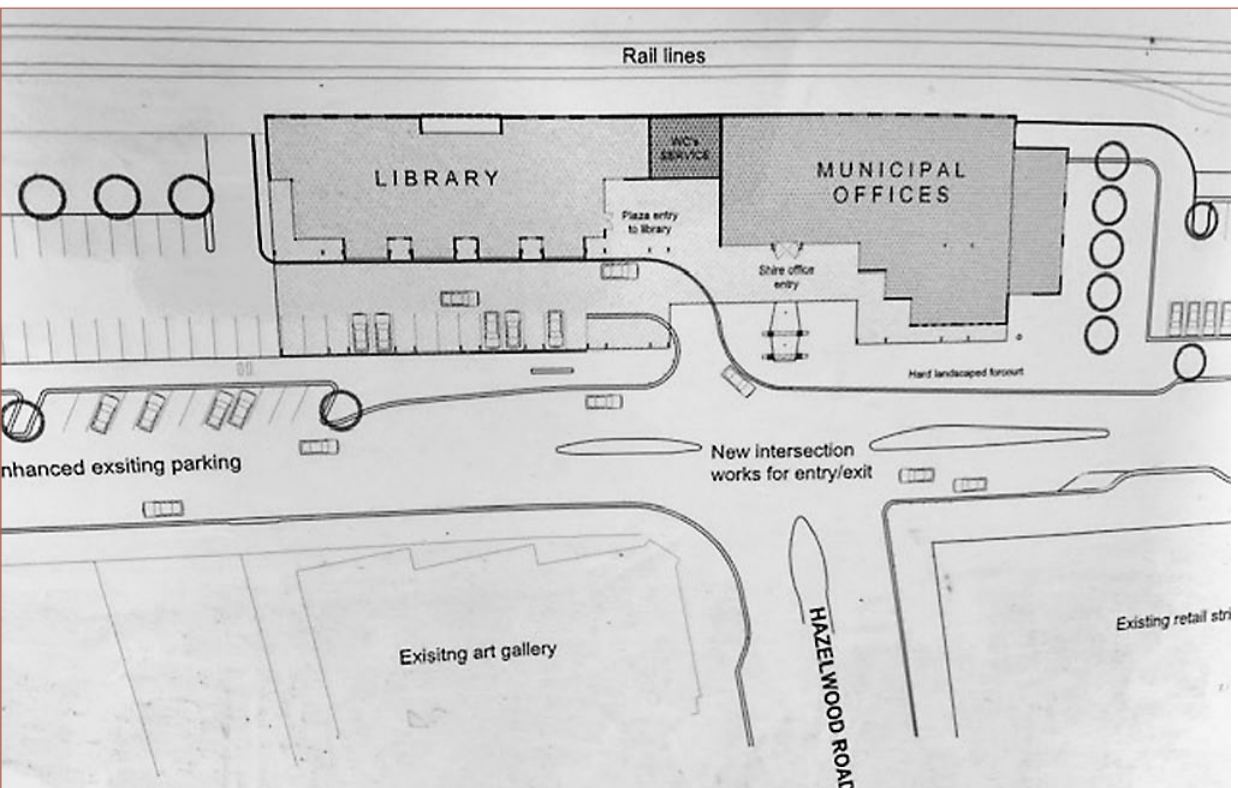 Rail lines
LIBRARY
WC's
SERVICE
MUNICIPAL
OFFICES
Plaza entry
to library
Shire office
entry
Hard landscaped forcourt
New intersection
works for entry/exit
nhanced exsiting parking
Exisitng art gallery
Existing retail stri
HAZELWOOD ROAD